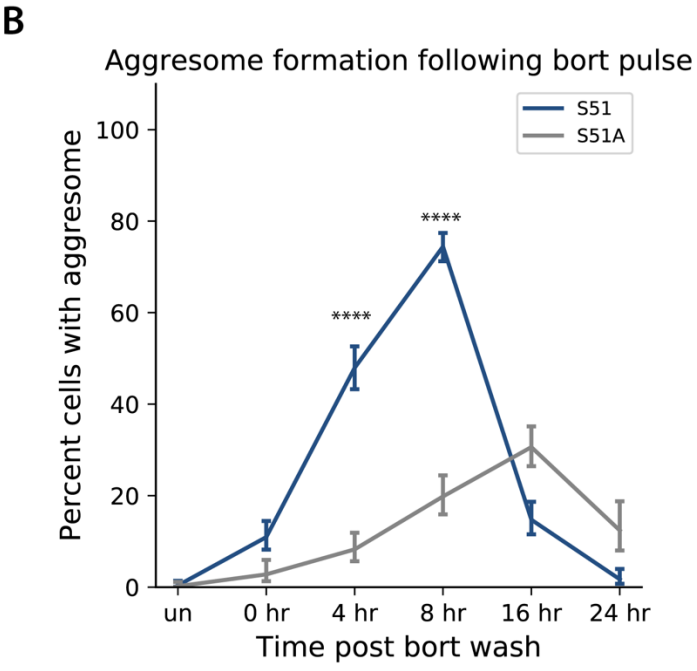 B
Aggresome formation following bort pulse
S51
S51A
Percent cells with aggresome
100
80
60
40
20
0
****
****
un 0 hr 4 hr 8 hr 16 hr 24 hr
Time post bort wash